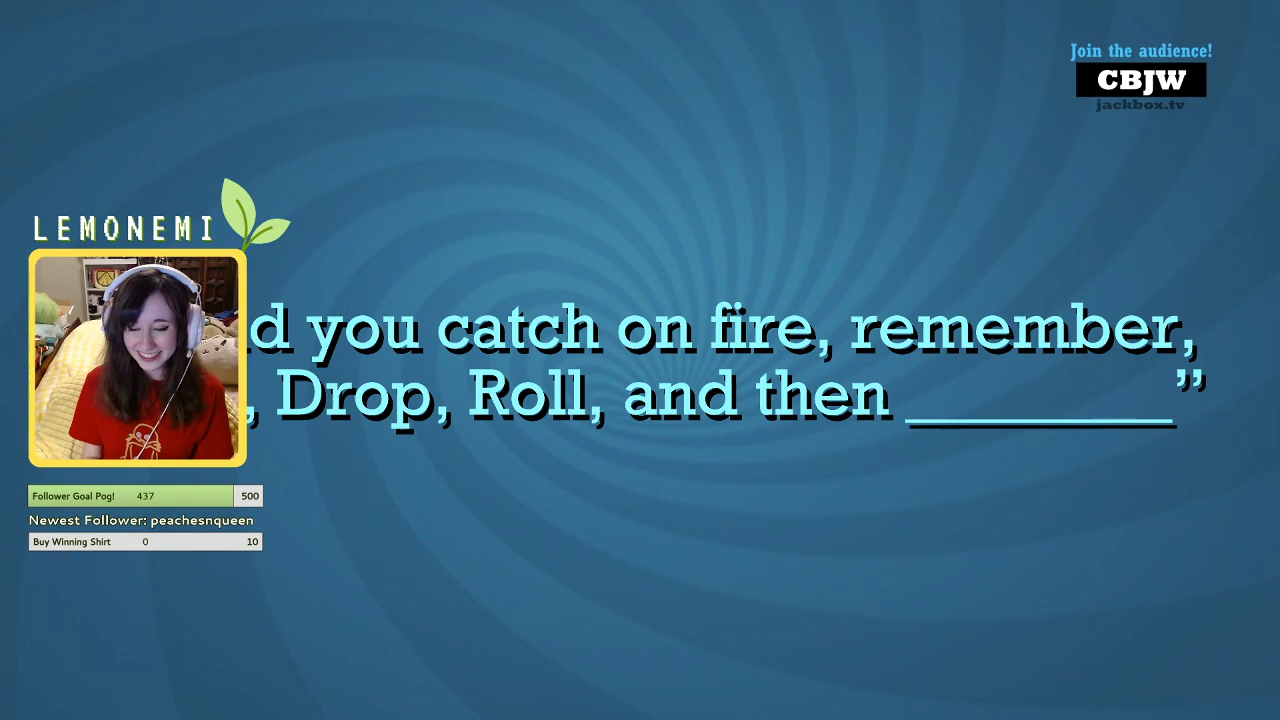 Join the audience!
CBJW
jackbox.tv
LEMONEMI
d you catch on fire, remember,
, Drop, Roll, and then ________”
Follower Goal Pog! 437 500
Newest Follower: peachesnqueen
Buy Winning Shirt 0 10